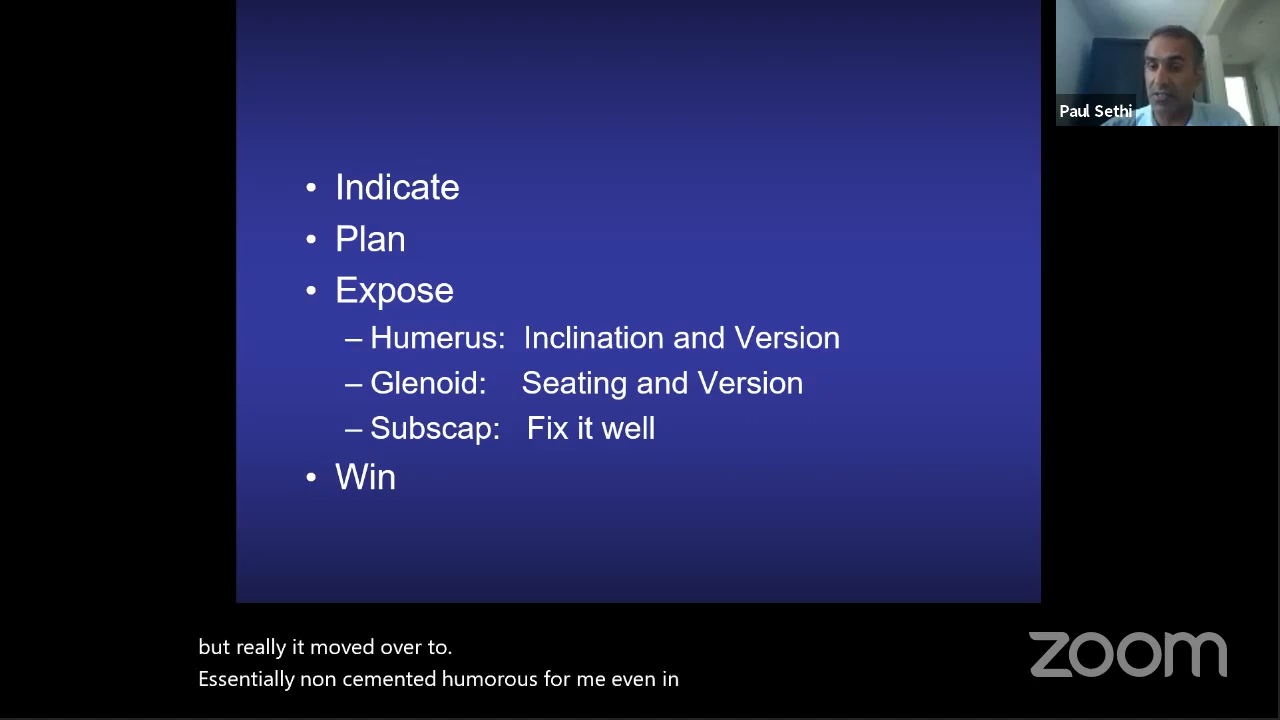 • Indicate
• Plan
• Expose
– Humerus: Inclination and Version
– Glenoid: Seating and Version
– Subscap: Fix it well
• Win
Paul Sethi
but really it moved over to.
Essentially non cemented humorous for me even in
zoom